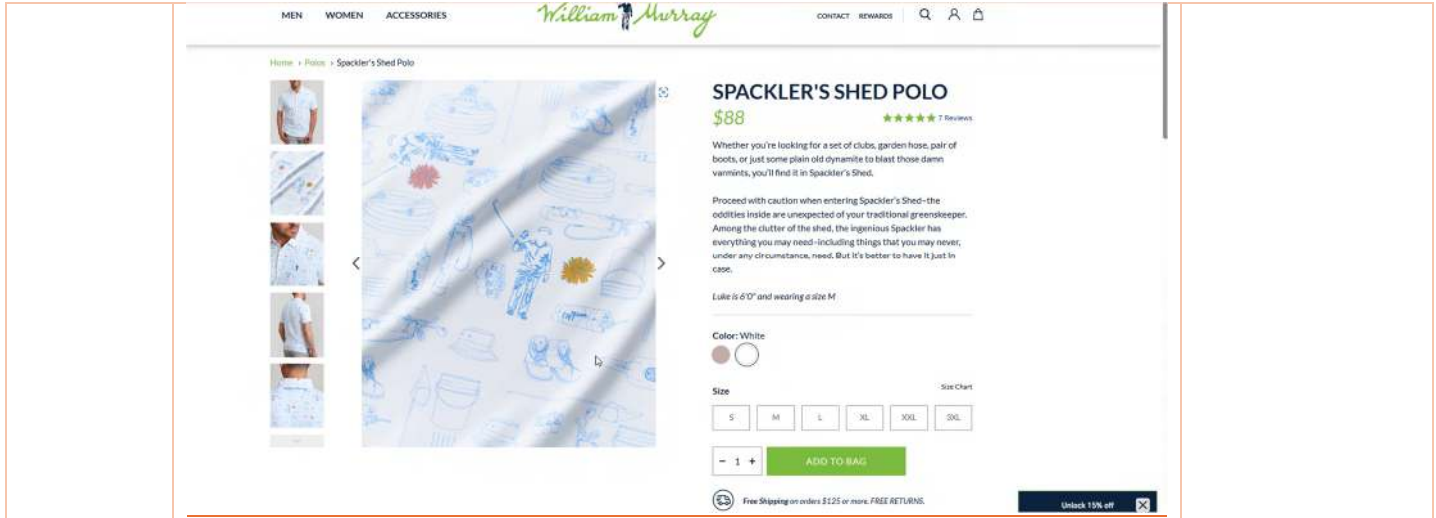 MEN WOMEN ACCESSORIES
William Murray
CONTACT REWARDS
Home › Polos › Spackler's Shed Polo
SPACKLER'S SHED POLO
$88
7 Reviews
Whether you're looking for a set of clubs, garden hose, pair of
boots, or just some plain old dynamite to blast those damn
varmints, you'll find it in Spackler's Shed.
Proceed with caution when entering Spackler's Shed–the
oddities inside are unexpected of your traditional greenskeeper.
Among the clutter of the shed, the ingenious Spackler has
everything you may need–including things that you may never,
under any circumstance, need. But it's better to have it just in
case.
Luke is 6'0" and wearing a size M
Color: White
Size
Size Chart
S M L XL XXL 3XL
- 1 +
ADD TO BAG
Free Shipping on orders $125 or more. FREE RETURNS.
Unlock 15% off